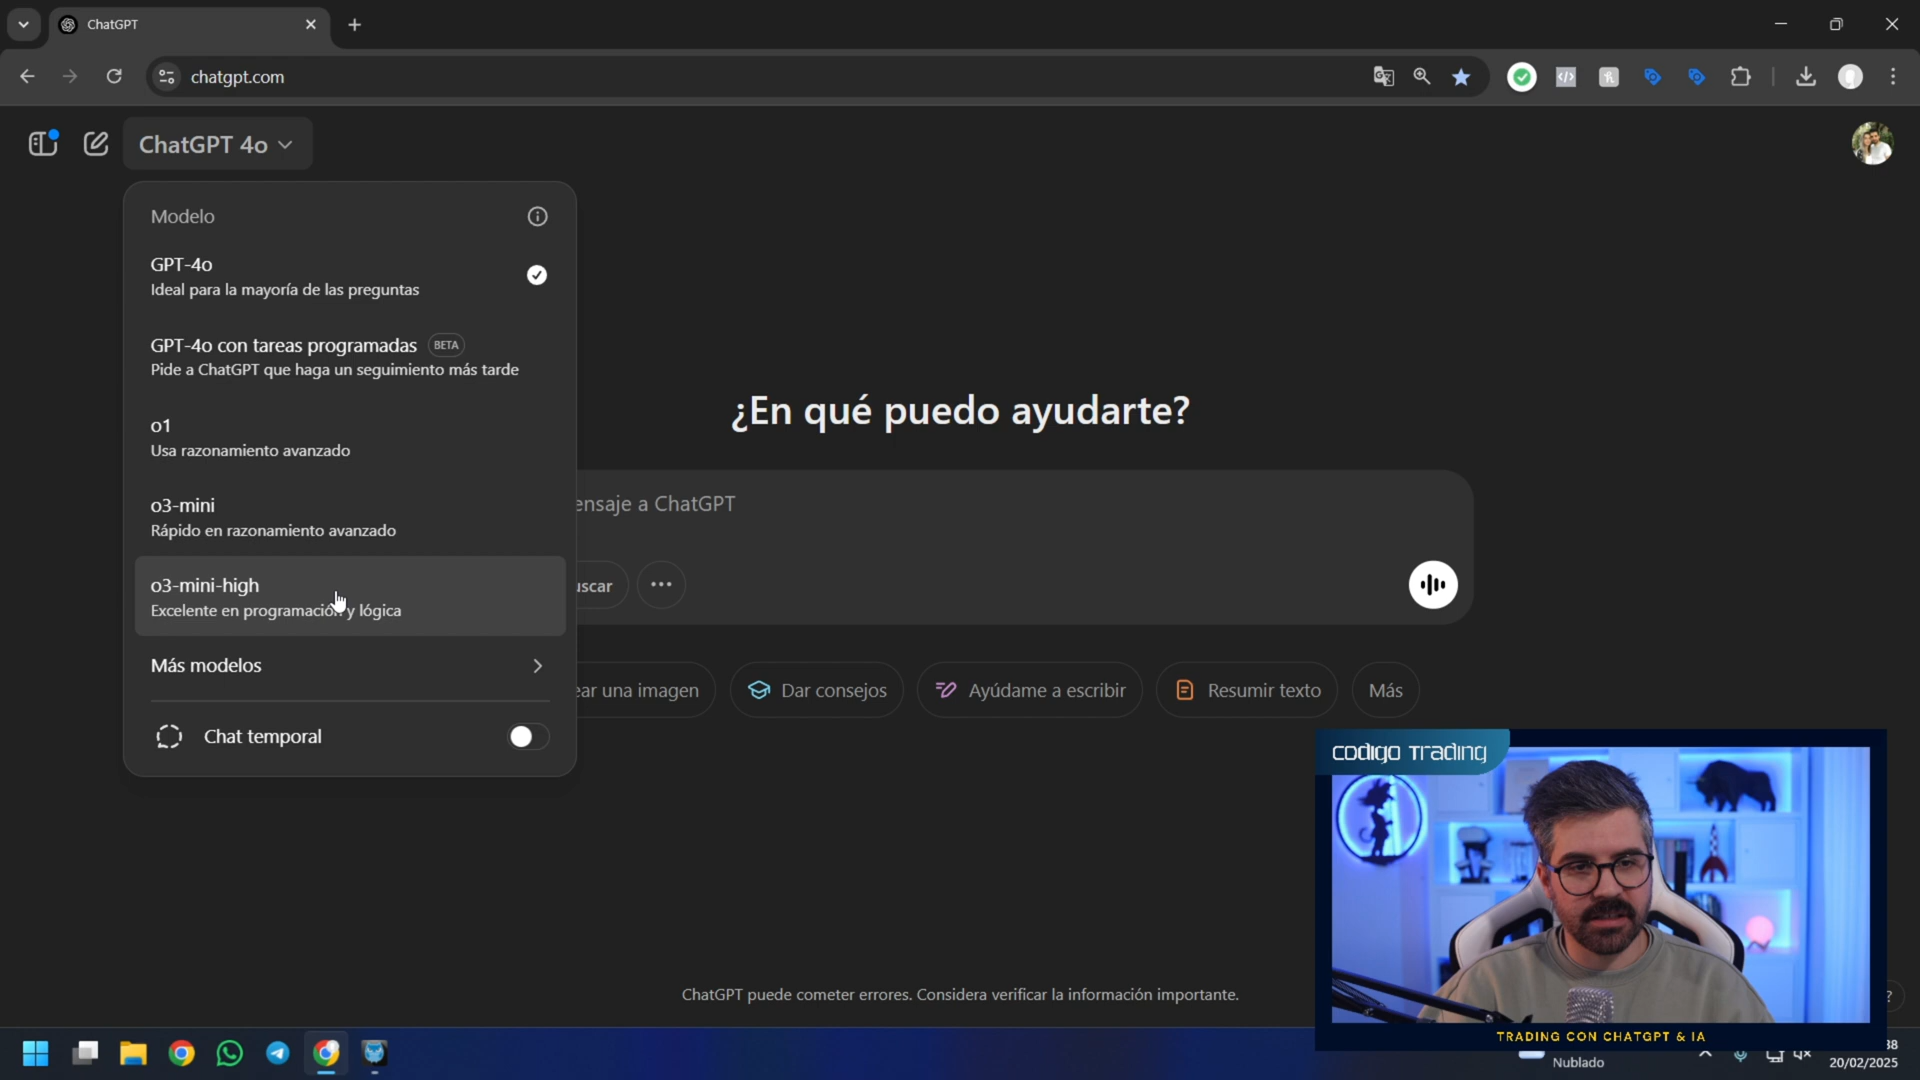 ChatGPT
chatgpt.com
ChatGPT 4o
Modelo
GPT-4o
Ideal para la mayoría de las preguntas
GPT-4o con tareas programadas BETA
Pide a ChatGPT que haga un seguimiento más tarde
¿En qué puedo ayudarte?
o1
Usa razonamiento avanzado
o3-mini
Rápido en razonamiento avanzado
ensaje a ChatGPT
o3-mini-high
Excelente en programación y lógica
uscar
Más modelos
ear una imagen
Dar consejos
Ayúdame a escribir
Resumir texto
Más
Chat temporal
codigo Trading
ChatGPT puede cometer errores. Considera verificar la información importante.
?
TRADING CON CHATGPT & IA
Nublado
38
20/02/2025